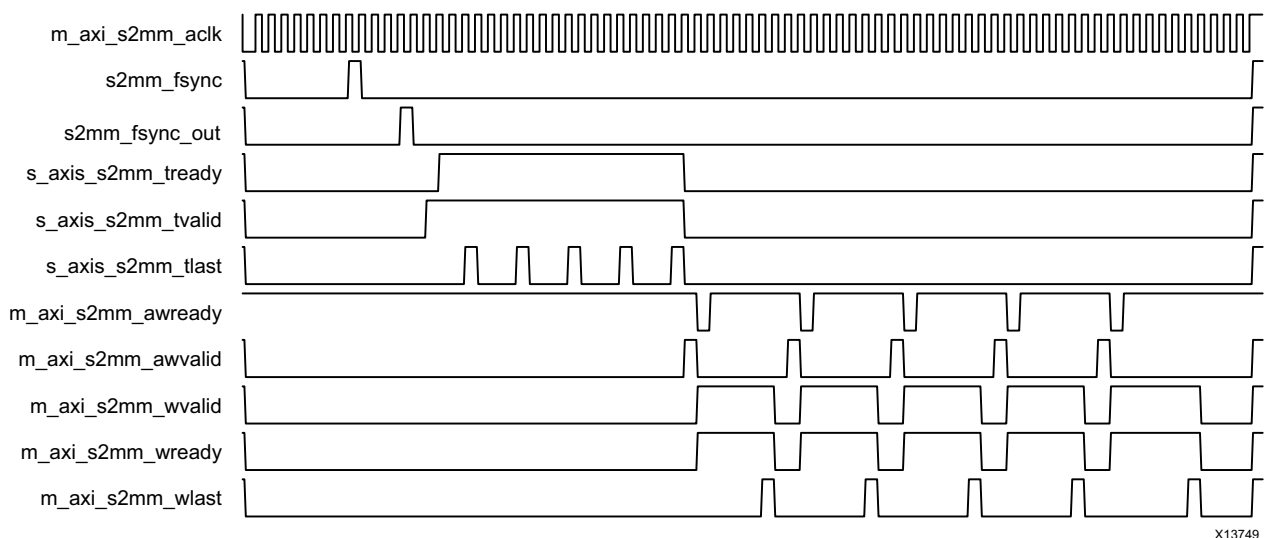 m_axi_s2mm_aclk
s2mm_fsync
s2mm_fsync_out
s_axis_s2mm_tready
s_axis_s2mm_tvalid
s_axis_s2mm_tlast
m_axi_s2mm_awready
m_axi_s2mm_awvalid
m_axi_s2mm_wvalid
m_axi_s2mm_wready
m_axi_s2mm_wlast
X13749